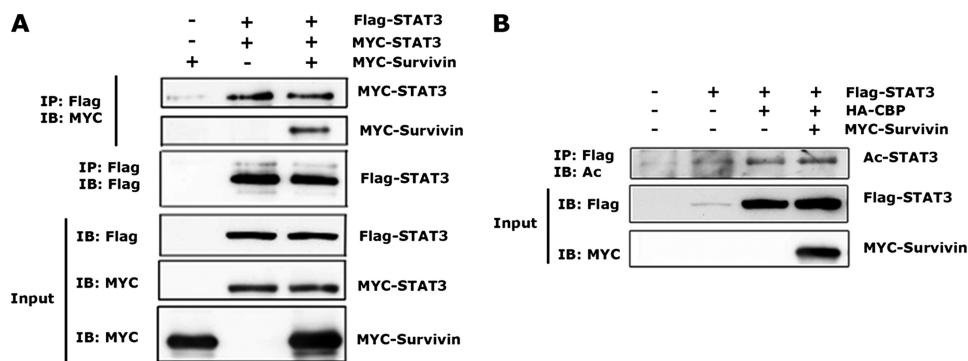 A
- + + Flag-STAT3
- + + MYC-STAT3
+ - + MYC-Survivin
IP: Flag
IB: MYC
MYC-STAT3
MYC-Survivin
IP: Flag
IB: Flag
Flag-STAT3
Input
IB: Flag
Flag-STAT3
IB: MYC
MYC-STAT3
IB: MYC
MYC-Survivin
B
- + + + Flag-STAT3
- - + + HA-CBP
- - - + MYC-Survivin
IP: Flag
IB: Ac
Ac-STAT3
Input
IB: Flag
Flag-STAT3
IB: MYC
MYC-Survivin